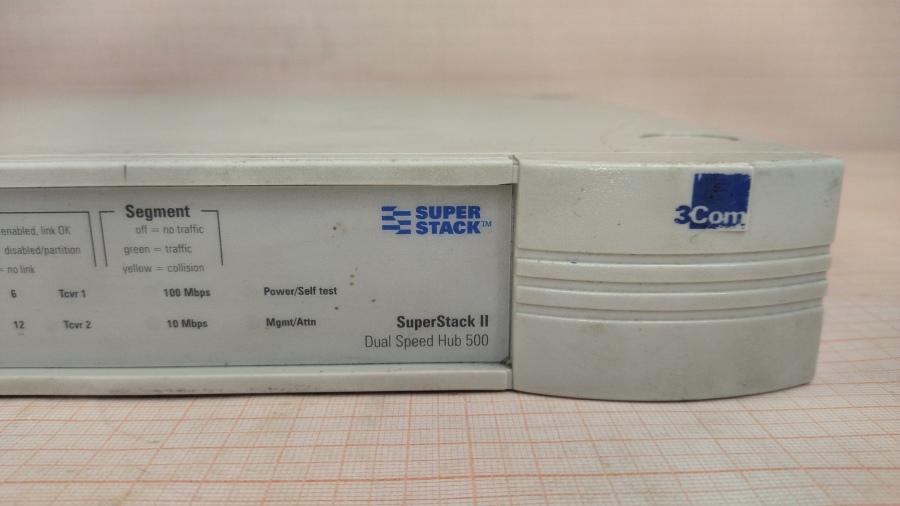 enabled, link OK
disabled/partition
= no link
Segment
off = no traffic
green = traffic
yellow = collision
6 Tcvr 1 100 Mbps Power/Self test
12 Tcvr 2 10 Mbps Mgmt/Attn
SUPER
STACK™
SuperStack II
Dual Speed Hub 500
3Com